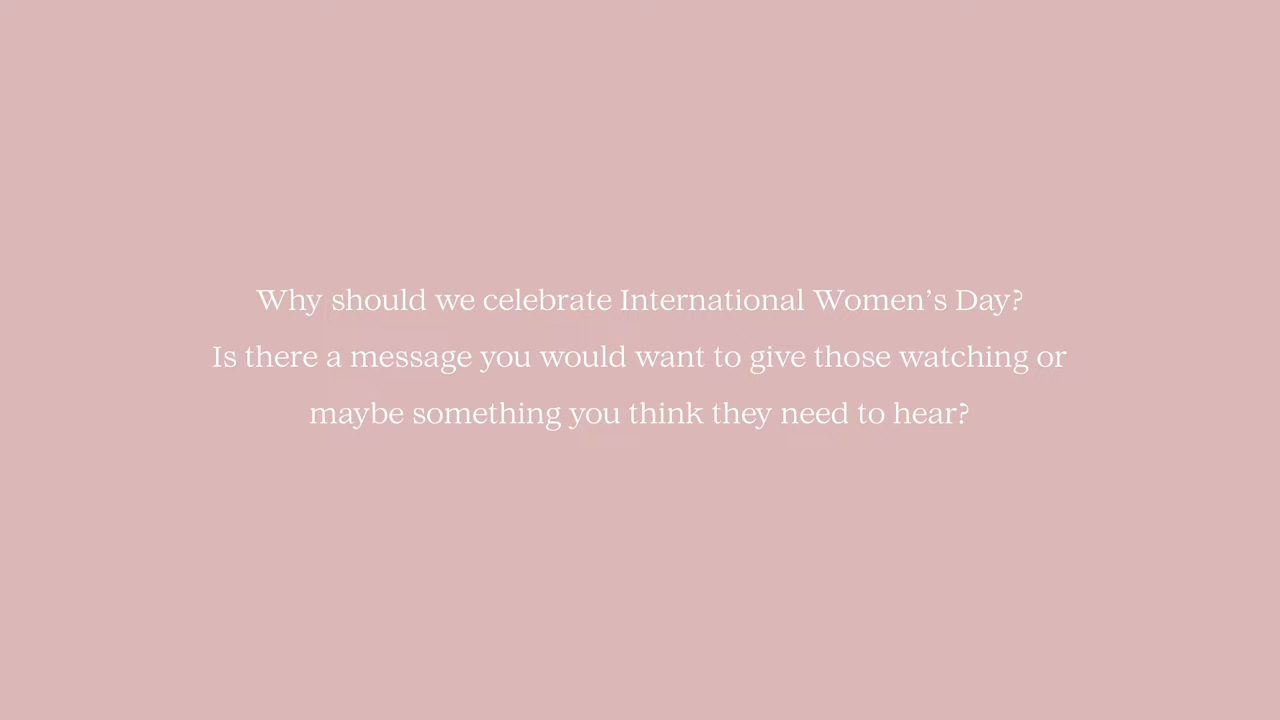 Why should we celebrate International Women’s Day?
Is there a message you would want to give those watching or
maybe something you think they need to hear?